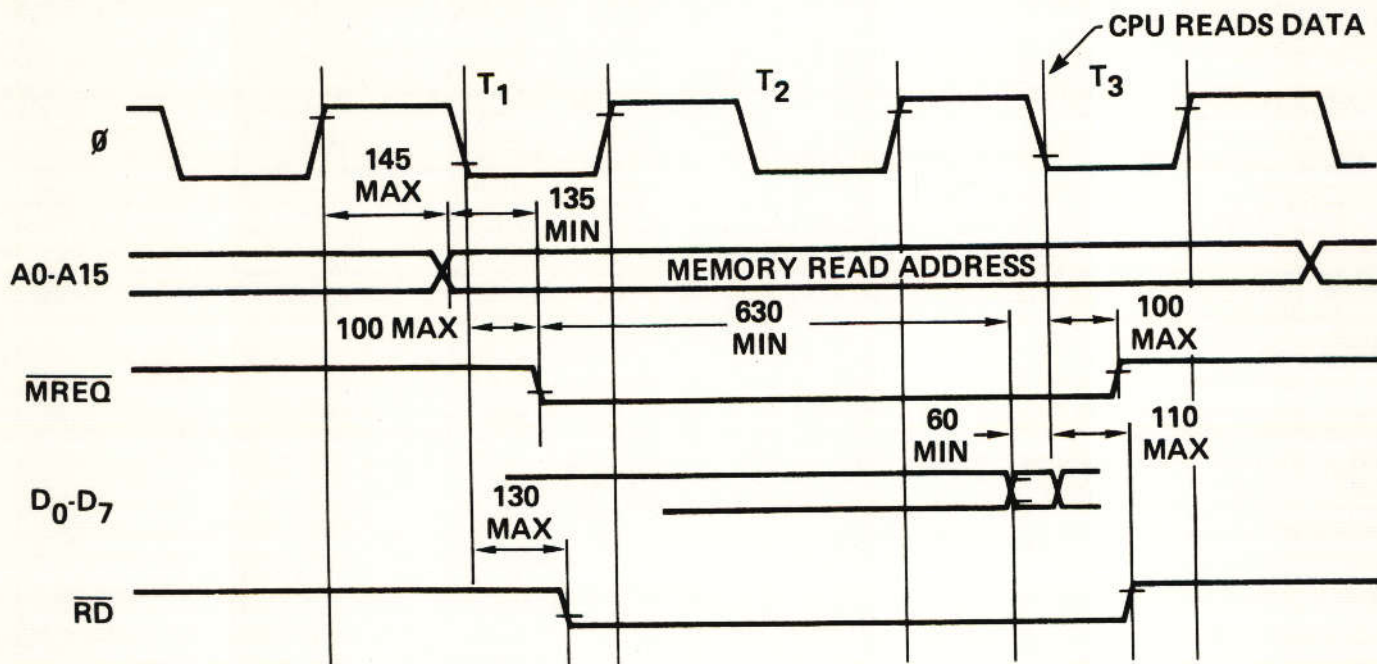 CPU READS DATA
T1
T2
T3
Ø
145
MAX
135
MIN
A0-A15
MEMORY READ ADDRESS
100 MAX
630
MIN
100
MAX
MREQ
60
MIN
110
MAX
D0-D7
130
MAX
RD